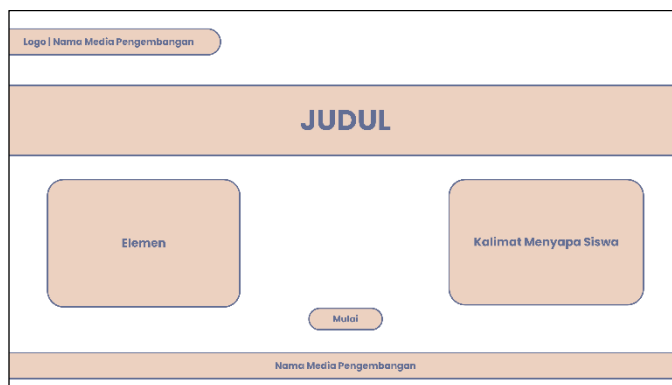 Logo | Nama Media Pengembangan
JUDUL
Elemen
Kalimat Menyapa Siswa
Mulai
Nama Media Pengembangan